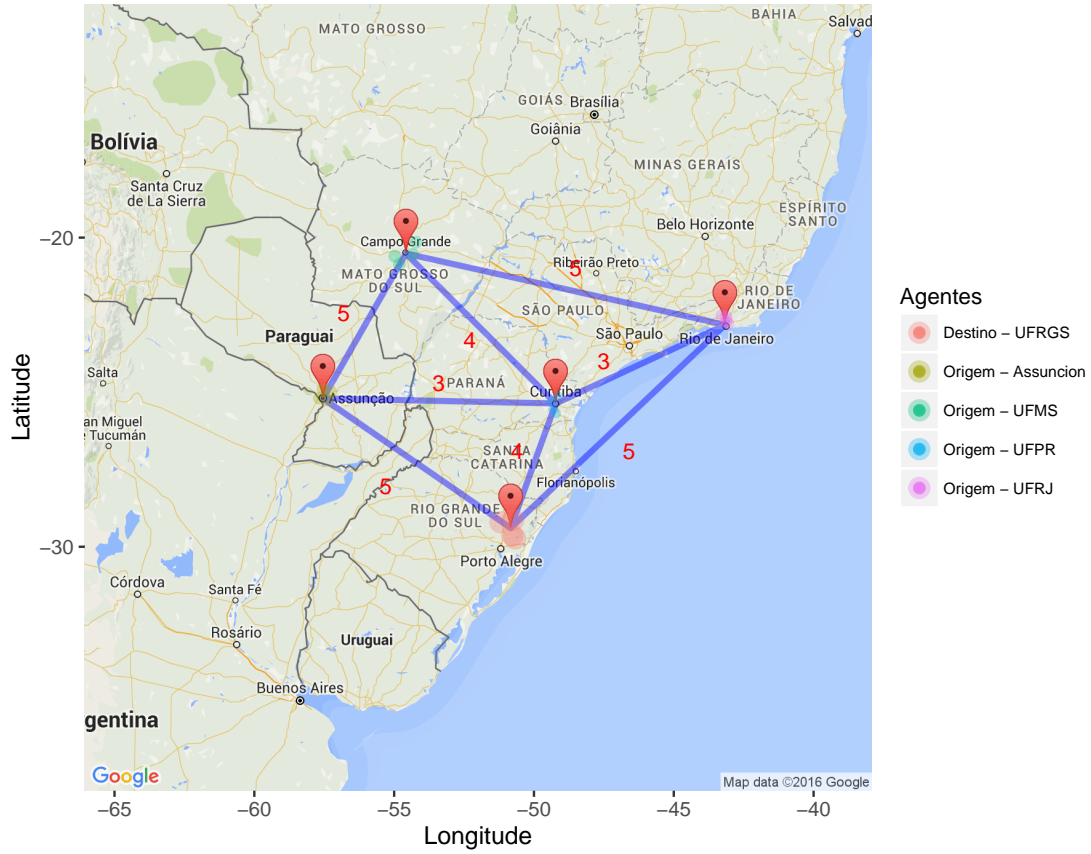 BAHIA
Salvad
MATO GROSSO
GOIÁS
Brasília
Goiânia
Bolívia
MINAS GERAIS
Santa Cruz
de La Sierra
ESPÍRITO
SANTO
Belo Horizonte
−20
Campo Grande
Ribeirão Preto
5
MATO GROSSO
DO SUL
RIO DE
JANEIRO
SÃO PAULO
5
Paraguai
4
São Paulo
Rio de Janeiro
3
Salta
3
PARANÁ
Curitiba
Assunção
an Miguel
e Tucumán
4
SANTA
CATARINA
5
Florianópolis
5
RIO GRANDE
DO SUL
−30
Porto Alegre
Córdova
Santa Fé
Rosário
Uruguai
Buenos Aires
gentina
Google
Map data ©2016 Google
−65
−60
−55
−50
−45
−40
Longitude
Latitude
Agentes
Destino − UFRGS
Origem − Assuncion
Origem − UFMS
Origem − UFPR
Origem − UFRJ